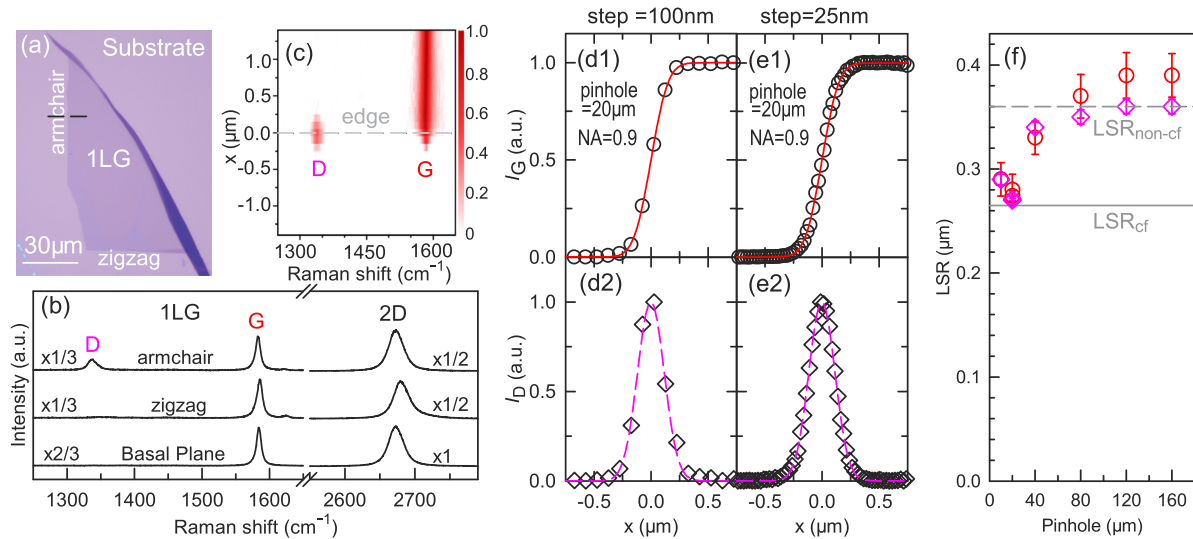 (a)
Substrate
armchair
1LG
30μm
zigzag
(c)
x (μm)
1.0
0.5
0.0
-0.5
-1.0
edge
D
G
1250
1450
1650
Raman shift (cm⁻¹)
1.0
0.8
0.6
0.4
0.2
0
(b)
1LG
G
2D
D
x1/3
armchair
x1/2
x1/3
zigzag
x1/2
x2/3
Basal Plane
x1
Intensity (a.u.)
1300
1400
1500
1600
2600
2700
Raman shift (cm⁻¹)
step =100nm
step=25nm
(d1)
pinhole
=20μm
NA=0.9
(e1)
pinhole
=20μm
NA=0.9
I_G (a.u.)
1.0
0.5
0.0
(d2)
(e2)
I_D (a.u.)
1.0
0.5
0.0
-0.5
0.0
0.5
-0.5
0.0
0.5
x (μm)
x (μm)
(f)
LSR (μm)
0.4
0.3
0.2
0.1
0.0
LSR_non-cf
LSR_cf
0
40
80
120
160
Pinhole (μm)